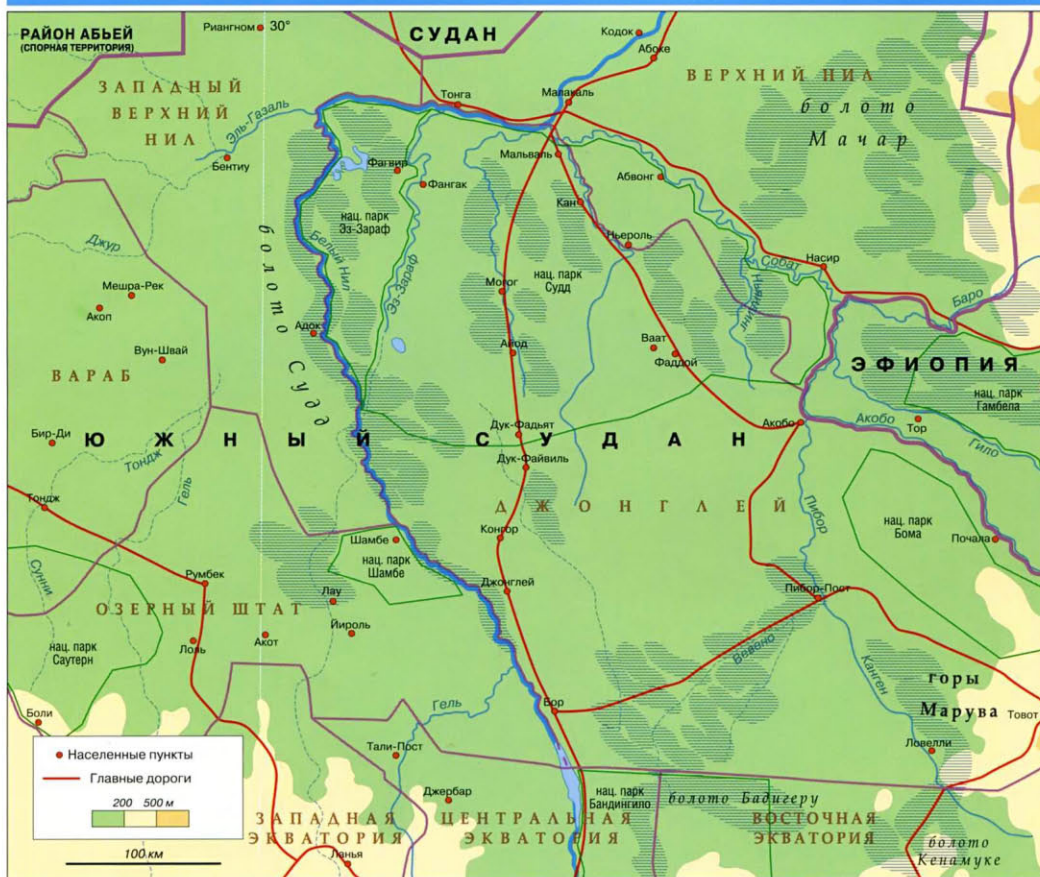 РАЙОН АБЬЕЙ
(СПОРНАЯ ТЕРРИТОРИЯ)
Риангном
30°
СУДАН
Кодок
Абоке
ВЕРХНИЙ НИЛ
болото
Мачар
ЗАПАДНЫЙ
ВЕРХНИЙ
НИЛ
Эль-Газаль
Бентиу
Тонга
Малакаль
Мальваль
Фагвир
Фангак
Абвонг
Кан
нац. парк
Эз-Зараф
Ньероль
Белый Нил
Эз-Зараф
болото Судд
Джур
Мешра-Рек
Акоп
Вун-Швай
ВАРАБ
Адок
Могог
нац. парк
Судд
Аиод
Ваат
Фаддой
Собат
Насир
Баро
ЭФИОПИЯ
нац. парк
Гамбела
Акобо
Акобо
Тор
Гило
Бир-Ди
ЮЖНЫЙ СУДАН
Тондж
Гель
Тондж
Дук-Фадьят
Дук-Файвиль
ДЖОНГЛЕЙ
Пибор
нац. парк
Бома
Почала
Конгор
Шамбе
нац. парк
Шамбе
Джонглей
Сунни
Румбек
ОЗЕРНЫЙ ШТАТ
Лау
Йироль
Лоль
Акот
нац. парк
Саутерн
Пибор-Пост
Вевено
Канген
горы
Марува
Товот
Боли
Гель
Бор
Ловелли
Тали-Пост
Джербар
нац. парк
Бандингило
болото Бадигеру
ЗАПАДНАЯ
ЭКВАТОРИЯ
ЦЕНТРАЛЬНАЯ
ЭКВАТОРИЯ
ВОСТОЧНАЯ
ЭКВАТОРИЯ
болото
Кенамуке
Ланья
Населенные пункты
Главные дороги
200 500 м
100 км